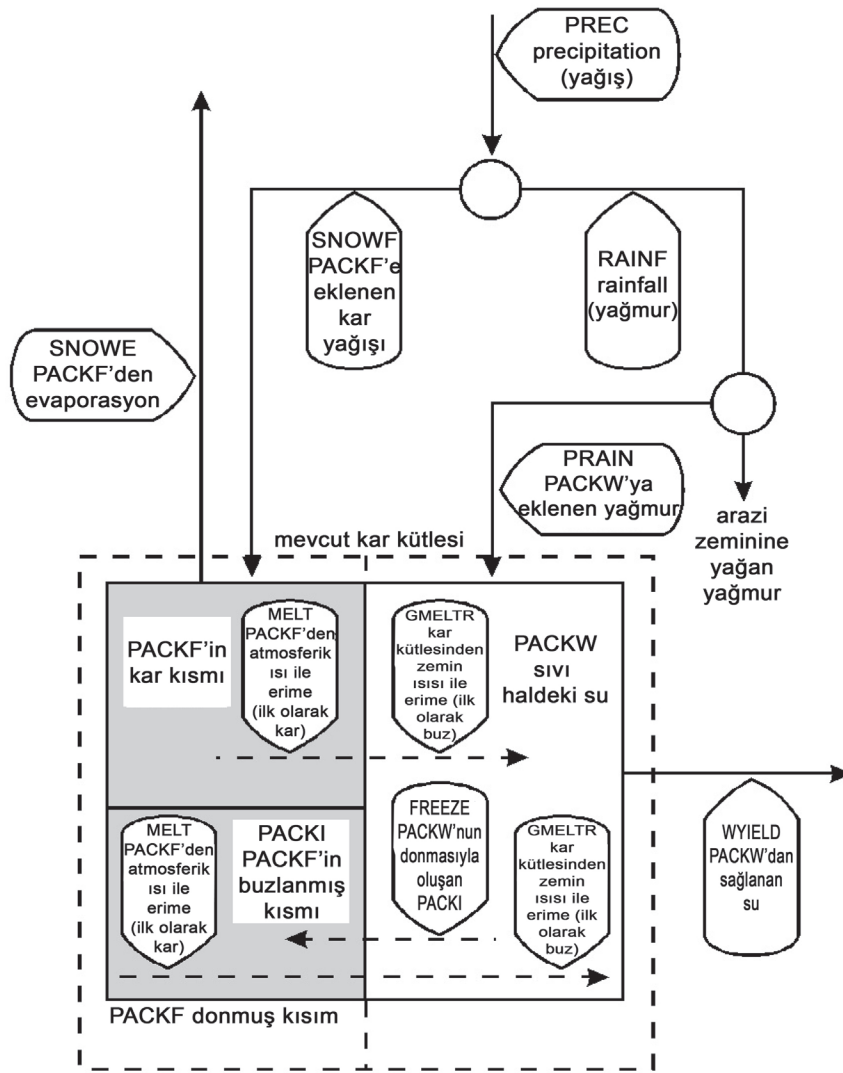 PREC
precipitation
(yağış)
SNOWF
PACKF'e
eklenen
kar
yağışı
RAINF
rainfall
(yağmur)
SNOWE
PACKF'den
evaporasyon
PRAIN
PACKW'ya
eklenen yağmur
arazi
zeminine
yağan
yağmur
mevcut kar kütlesi
PACKF'in
kar kısmı
MELT
PACKF'den
atmosferik
ısı ile
erime
(ilk olarak
kar)
GMELTR
kar
kütlesinden
zemin
ısısı ile
erime (ilk
olarak
buz)
PACKW
sıvı
haldeki su
MELT
PACKF'den
atmosferik
ısı ile
erime
(ilk olarak
kar)
PACKI
PACKF'in
buzlanmış
kısmı
FREEZE
PACKW'nun
donmasıyla
oluşan
PACKI
GMELTR
kar
kütlesinden
zemin
ısısı ile
erime (ilk
olarak
buz)
WYIELD
PACKW'dan
sağlanan
su
PACKF donmuş kısım